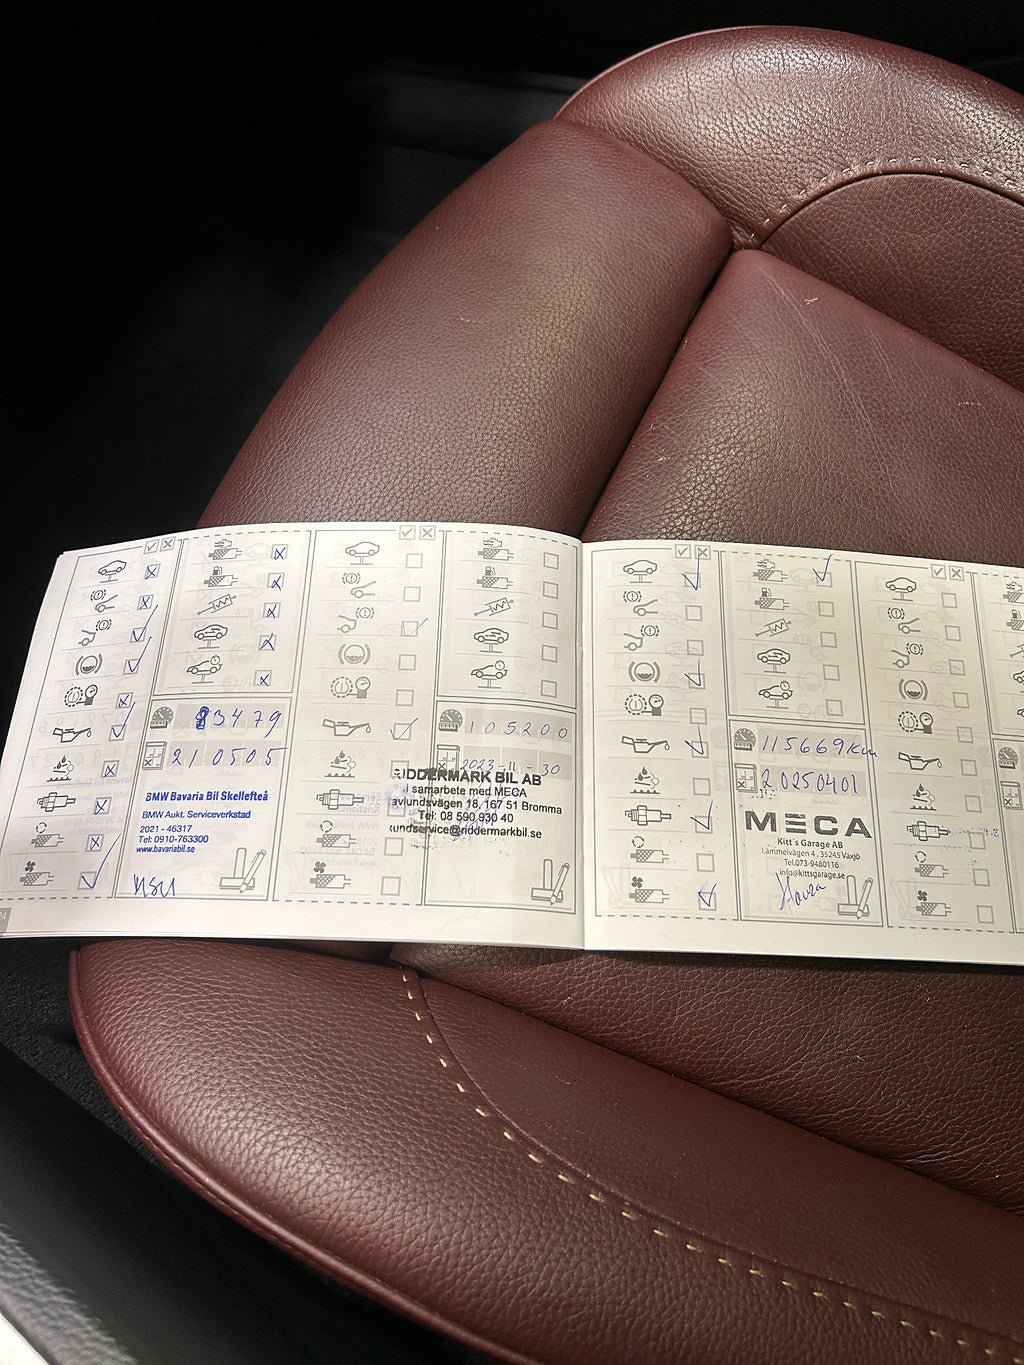 83479
210505
BMW Bavaria Bil Skellefteå
BMW Aukt. Serviceverkstad
2021 - 46317
Tel: 0910-763300
www.bavariabil.se
105200
2023-11-30
RIDDERMARK BIL AB
i samarbete med MECA
avlundsvägen 18, 167 51 Bromma
Tel: 08 590 930 40
undservice@riddermarkbil.se
115669km
20250401
MECA
Kitt´s Garage AB
Lammelvägen 4 , 35245 Växjö
Tel.073-9480116
info@kittsgarage.se
24